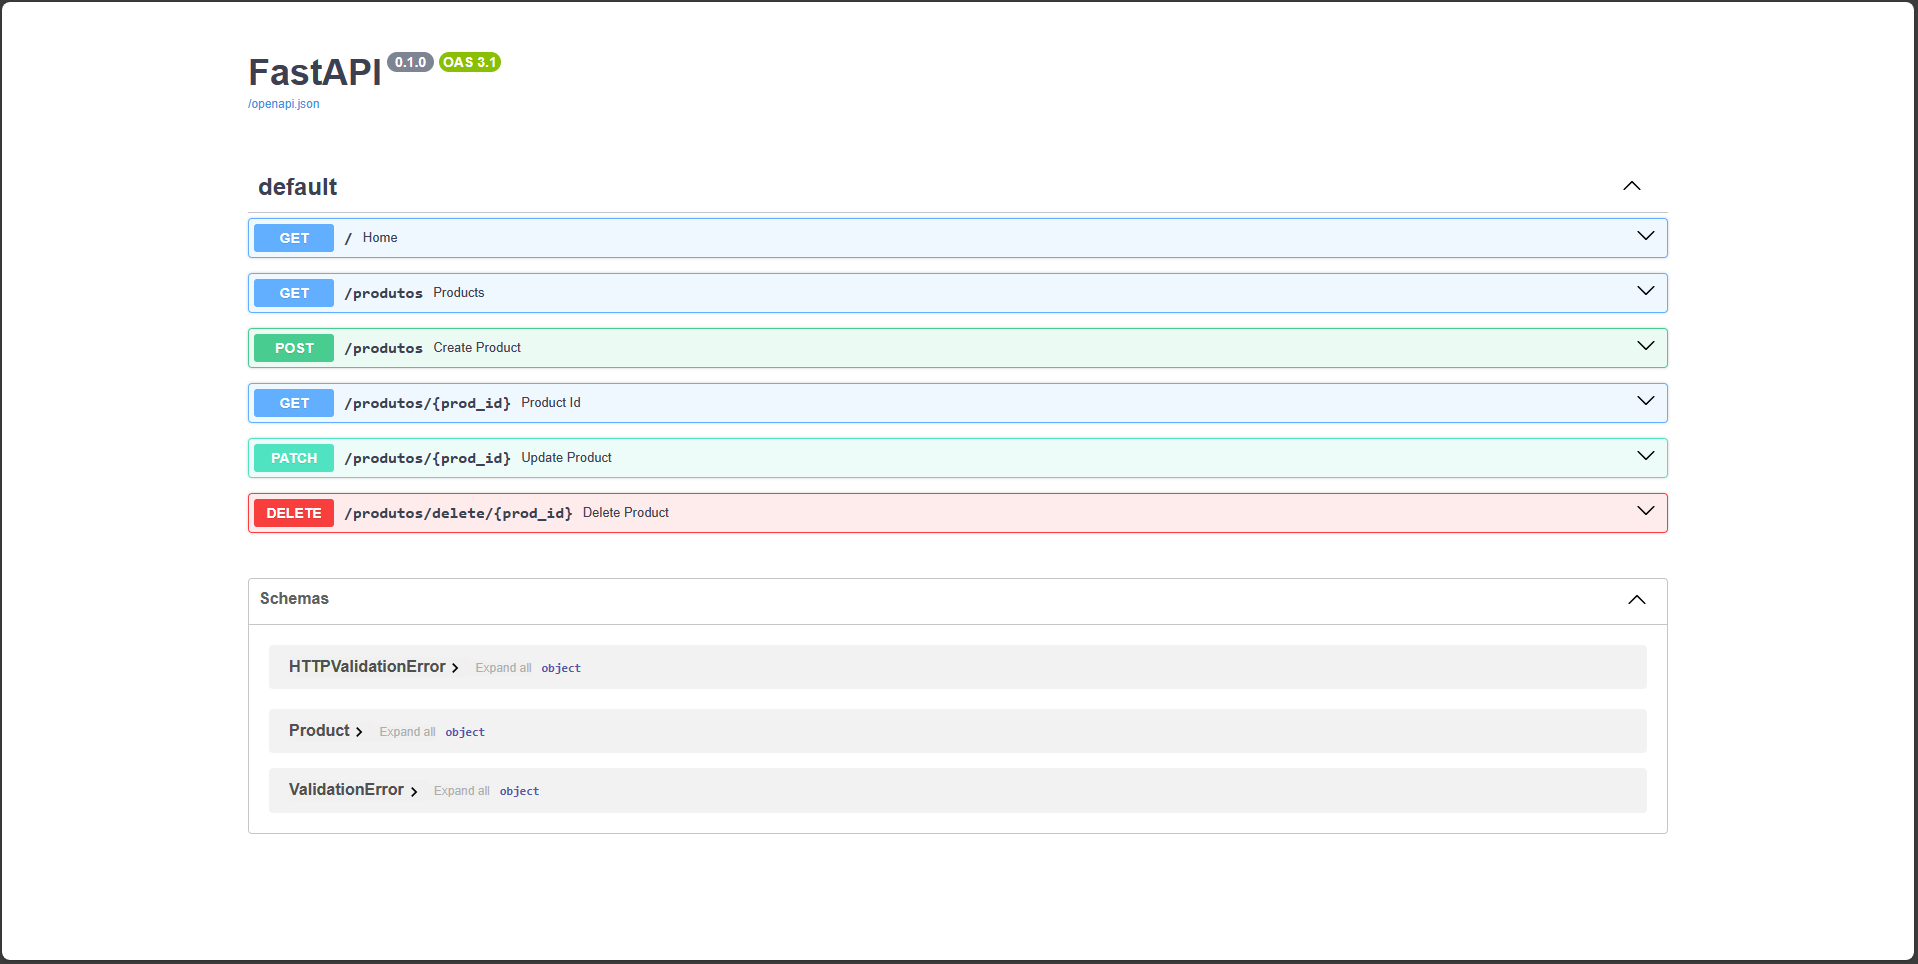 FastAPI 0.1.0 OAS 3.1
/openapi.json
default
GET / Home
GET /produtos Products
POST /produtos Create Product
GET /produtos/{prod_id} Product Id
PATCH /produtos/{prod_id} Update Product
DELETE /produtos/delete/{prod_id} Delete Product
Schemas
HTTPValidationError Expand all object
Product Expand all object
ValidationError Expand all object